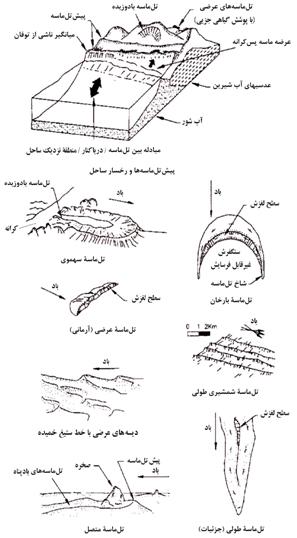 تل‌ماسه‌های عرضی
(با پوشش گیاهی جزیی)
تل‌ماسه بادوزیده
پیش‌تل‌ماسه
میانگیر ناشی از توفان
عرضه ماسه پس‌کرانه
عدسیهای آب شیرین
آب شور
مبادله بین تل‌ماسه / دریاکنار / منطقهٔ نزدیک ساحل
پیش تل‌ماسه‌ها و رخسار ساحل
باد
تل‌ماسه بادوزیده
کرانه
تل‌ماسهٔ سهموی
باد
سطح لغزش
سنگفرش
غیرقابل فرسایش
شاخ تل‌ماسه
تل‌ماسهٔ بارخان
باد
سطح لغزش
تل‌ماسهٔ عرضی (آرمانی)
باد
0 1 2Km
تل‌ماسهٔ شمشیری طولی
باد
دیسه‌های عرضی با خط ستیغ خمیده
سطح لغزش
باد
تل‌ماسهٔ طولی (جزئیات)
پیش تل‌ماسه
صخره
باد
تل‌ماسه‌های بادپناه
تل‌ماسهٔ متصل